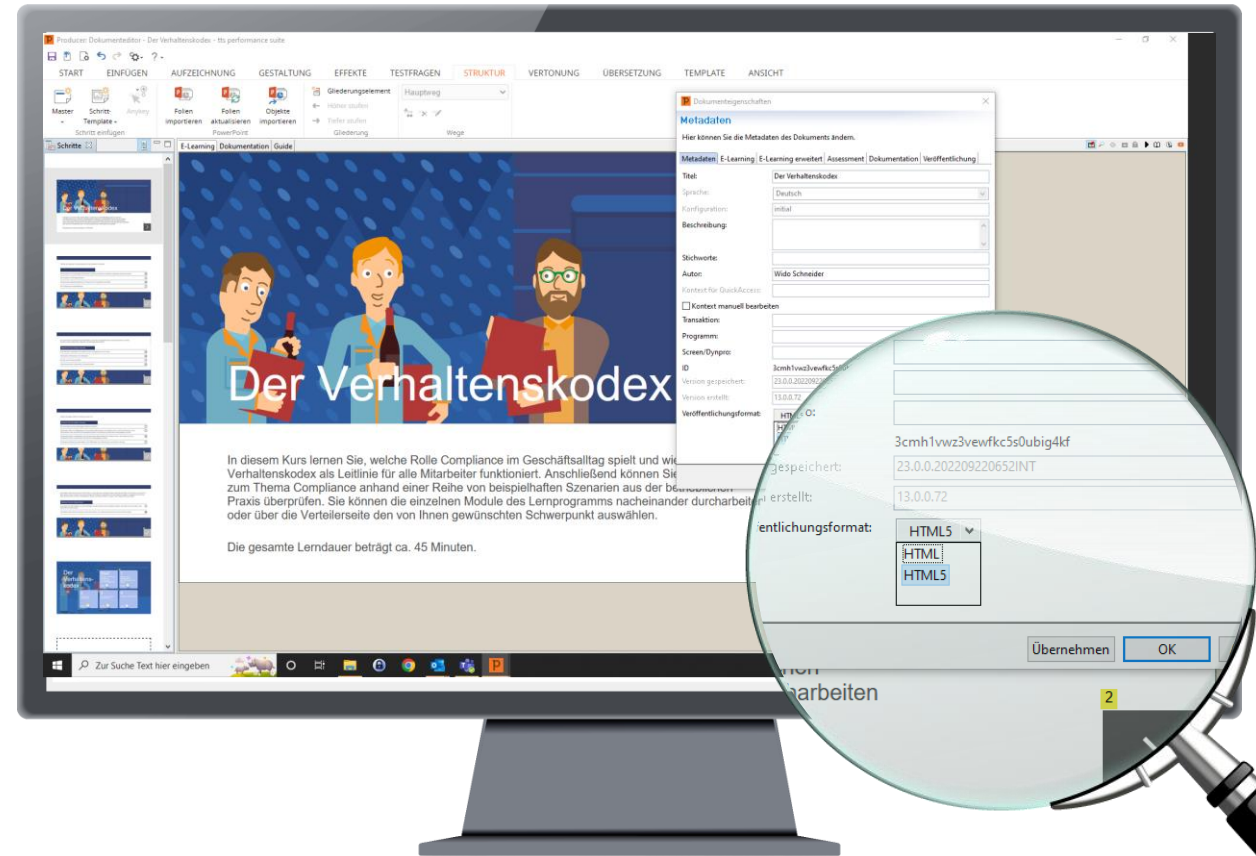 Producer: Dokumenteditor - Der Verhaltenskodex - tts performance suite
START EINFÜGEN AUFZEICHNUNG GESTALTUNG EFFEKTE TESTFRAGEN STRUKTUR VERTONUNG ÜBERSETZUNG TEMPLATE ANSICHT
Master
Schritt-
Template
Anykey
Schritt einfügen
Folien
importieren
Folien
aktualisieren
Objekte
importieren
PowerPoint
Gliederungselement
Höher stufen
Tiefer stufen
Gliederung
Hauptweg
Wege
Schritte
E-Learning Dokumentation Guide
Der Verhaltenskodex
Der Verhaltenskodex
In diesem Kurs lernen Sie, welche Rolle Compliance im Geschäftsalltag spielt und wie
Verhaltenskodex als Leitlinie für alle Mitarbeiter funktioniert. Anschließend können Sie
zum Thema Compliance anhand einer Reihe von beispielhaften Szenarien aus der betrieblichen
Praxis überprüfen. Sie können die einzelnen Module des Lernprogramms nacheinander durcharbeiten
oder über die Verteilerseite den von Ihnen gewünschten Schwerpunkt auswählen.
Die gesamte Lerndauer beträgt ca. 45 Minuten.
Dokumenteigenschaften
Metadaten
Hier können Sie die Metadaten des Dokuments ändern.
Metadaten E-Learning E-Learning erweitert Assessment Dokumentation Veröffentlichung
Titel: Der Verhaltenskodex
Sprache: Deutsch
Konfiguration: initial
Beschreibung:
Stichworte:
Autor: Wido Schneider
Kontext für QuickAccess:
Kontext manuell bearbeiten
Transaktion:
Programm:
Screen/Dynpro:
ID
Version gespeichert:
Version erstellt: 13.0.0.72
Veröffentlichungsformat: HTML
O:
3cmh1vwz3vewfkc5s0ubig4kf
gespeichert: 23.0.0.202209220652INT
erstellt: 13.0.0.72
entlichungsformat: HTML5
HTML
HTML5
Übernehmen OK
arbeiten
2
Zur Suche Text hier eingeben